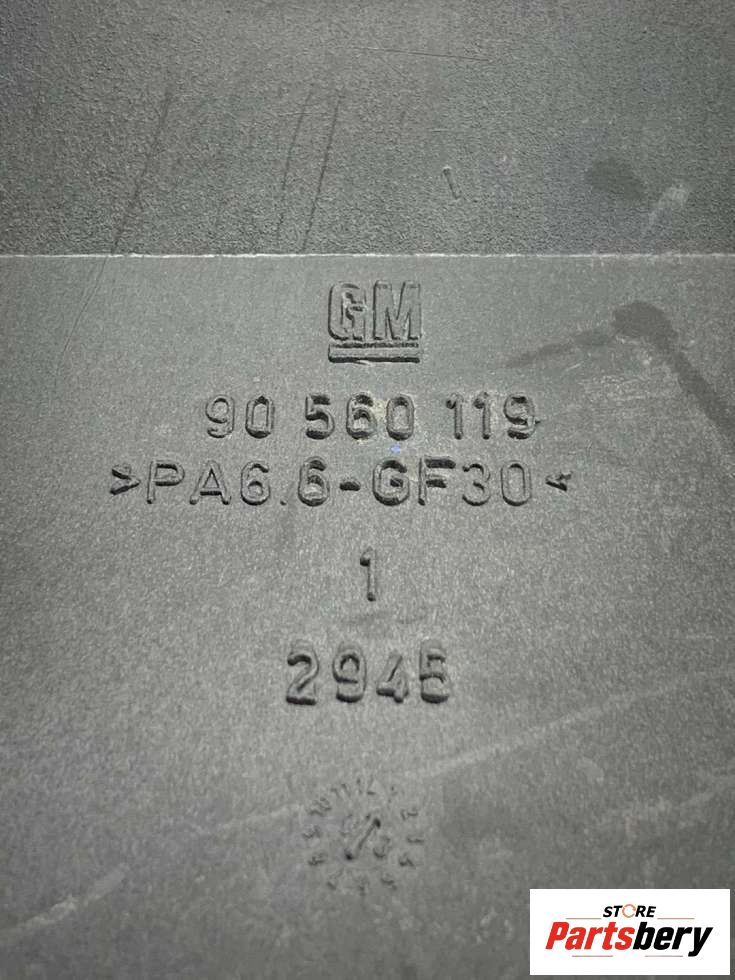 GM
90 560 119
>PA6.6-GF30<
1
2945
STORE
Partsbery